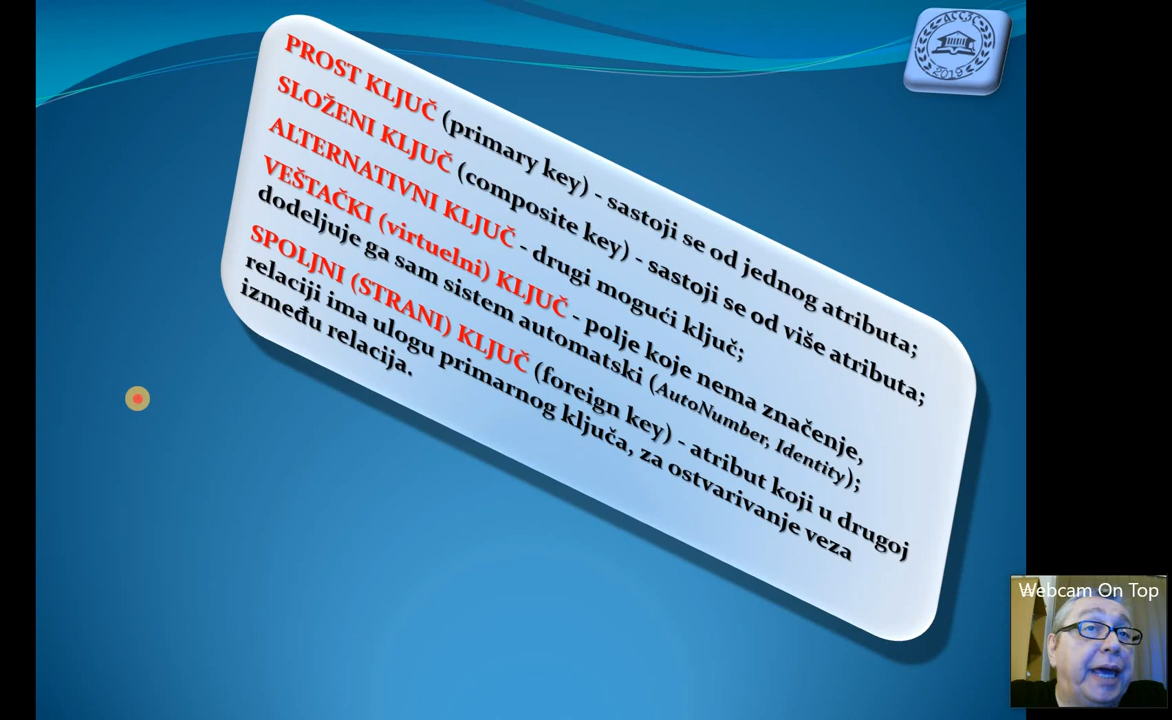 PROST KLJUČ (primary key) - sastoji se od jednog atributa;
SLOŽENI KLJUČ (composite key) - sastoji se od više atributa;
ALTERNATIVNI KLJUČ - drugi mogući ključ;
VEŠTAČKI (virtuelni) KLJUČ - polje koje nema značenje,
dodeljuje ga sam sistem automatski (AutoNumber, Identity);
SPOLJNI (STRANI) KLJUČ (foreign key) - atribut koji u drugoj
relaciji ima ulogu primarnog ključa, za ostvarivanje veza
između relacija.
ACC3C
2019
Webcam On Top